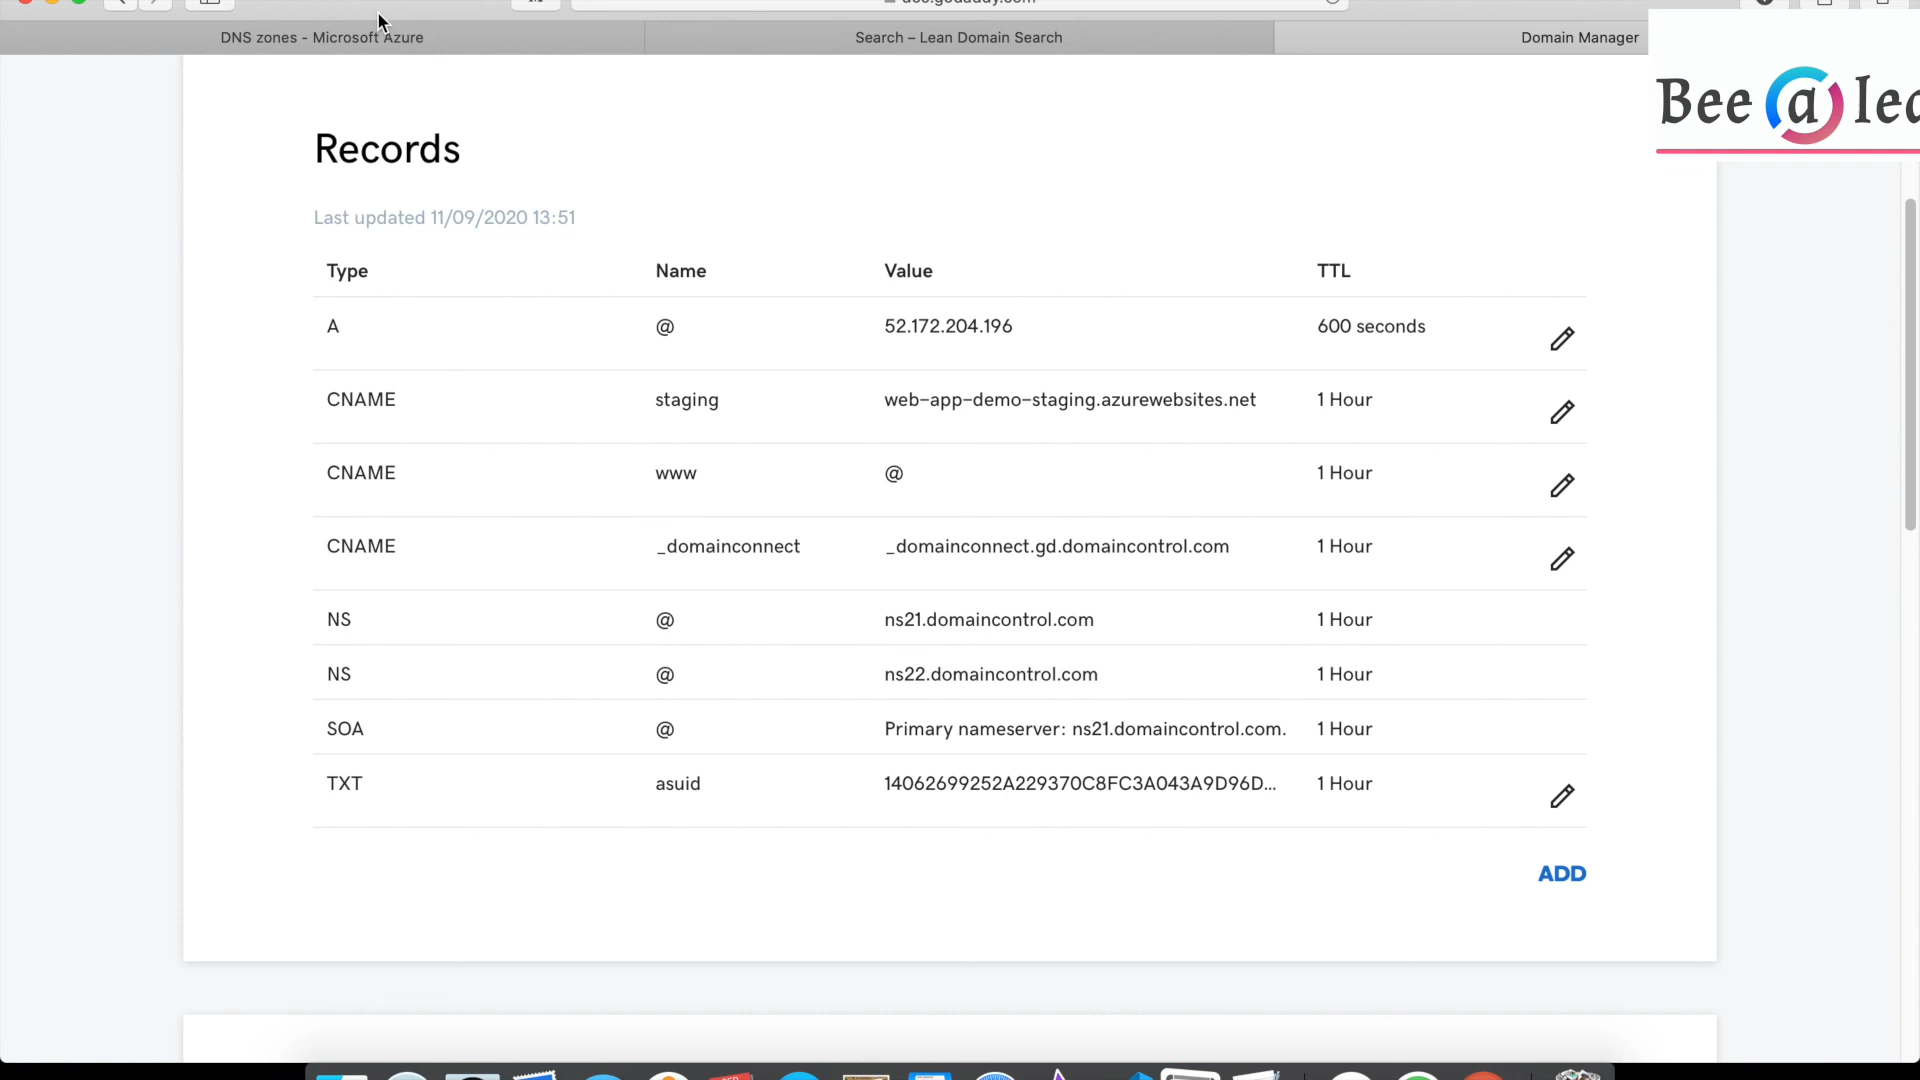 DNS zones - Microsoft Azure
Search – Lean Domain Search
Domain Manager
Bee @
Records
Last updated 11/09/2020 13:51
Type Name Value TTL
A @ 52.172.204.196 600 seconds
CNAME staging web-app-demo-staging.azurewebsites.net 1 Hour
CNAME www @ 1 Hour
CNAME _domainconnect _domainconnect.gd.domaincontrol.com 1 Hour
NS @ ns21.domaincontrol.com 1 Hour
NS @ ns22.domaincontrol.com 1 Hour
SOA @ Primary nameserver: ns21.domaincontrol.com. 1 Hour
TXT asuid 14062699252A229370C8FC3A043A9D96D... 1 Hour
ADD